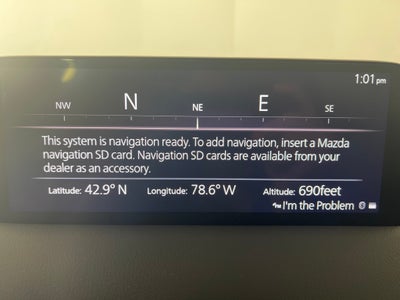 1:01 pm
NW N NE E SE
This system is navigation ready. To add navigation, insert a Mazda
navigation SD card. Navigation SD cards are available from your
dealer as an accessory.
Latitude: 42.9° N Longitude: 78.6° W Altitude: 690feet
I'm the Problem